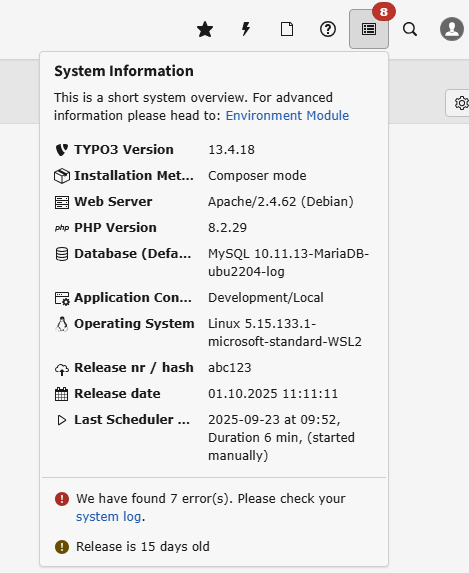 8
System Information
This is a short system overview. For advanced
information please head to: Environment Module
TYPO3 Version 13.4.18
Installation Met... Composer mode
Web Server Apache/2.4.62 (Debian)
php PHP Version 8.2.29
Database (Defa... MySQL 10.11.13-MariaDB-
ubu2204-log
Application Con... Development/Local
Operating System Linux 5.15.133.1-
microsoft-standard-WSL2
Release nr / hash abc123
Release date 01.10.2025 11:11:11
Last Scheduler ... 2025-09-23 at 09:52,
Duration 6 min, (started
manually)
We have found 7 error(s). Please check your
system log.
Release is 15 days old